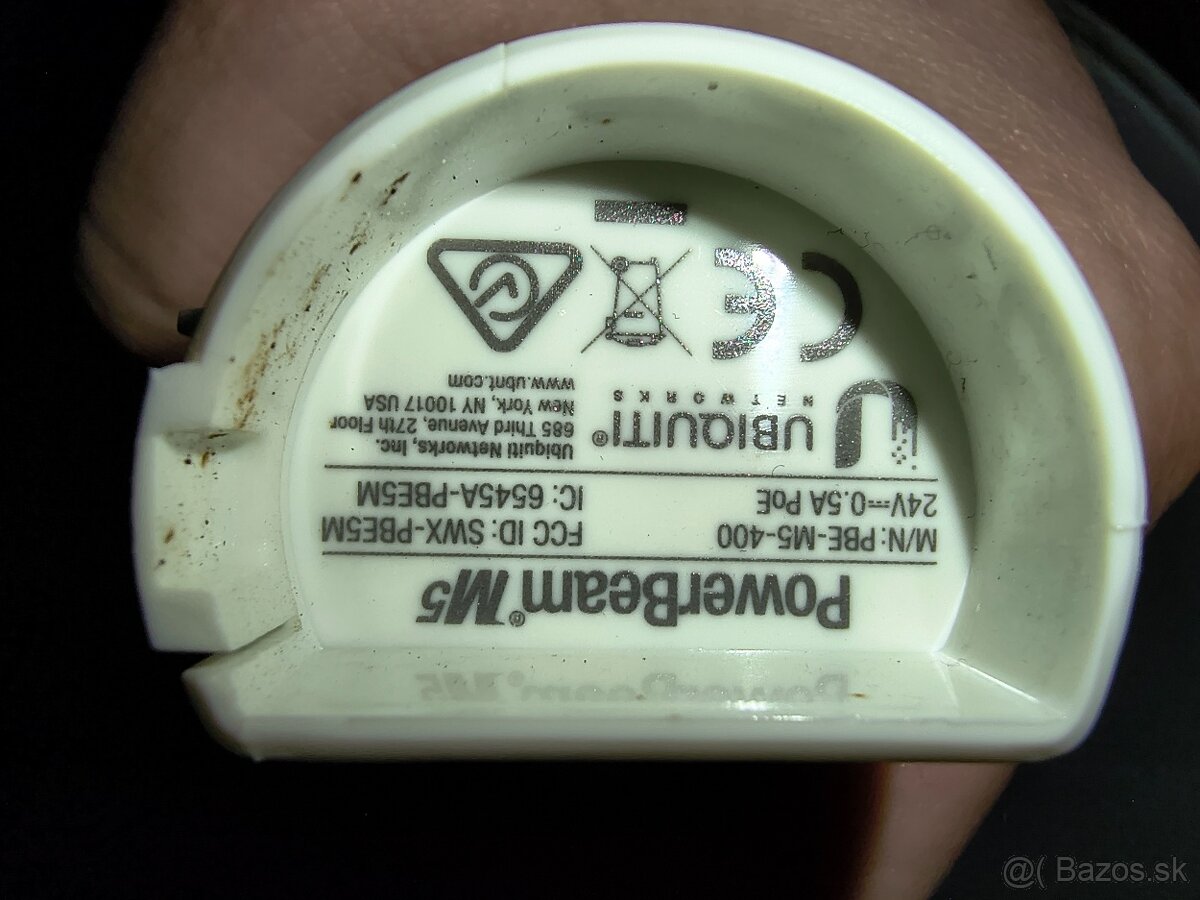 PowerBeam® M5
M/N: PBE-M5-400
FCC ID: SWX-PBE5M
24V⎓0.5A PoE
IC: 6545A-PBE5M
UBIQUITI®
NETWORKS
Ubiquiti Networks, Inc.
685 Third Avenue, 27th Floor
New York, NY 10017 USA
www.ubnt.com
CE
@( Bazos.sk